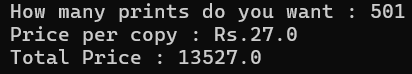 How many prints do you want : 501
Price per copy : Rs.27.0
Total Price : 13527.0